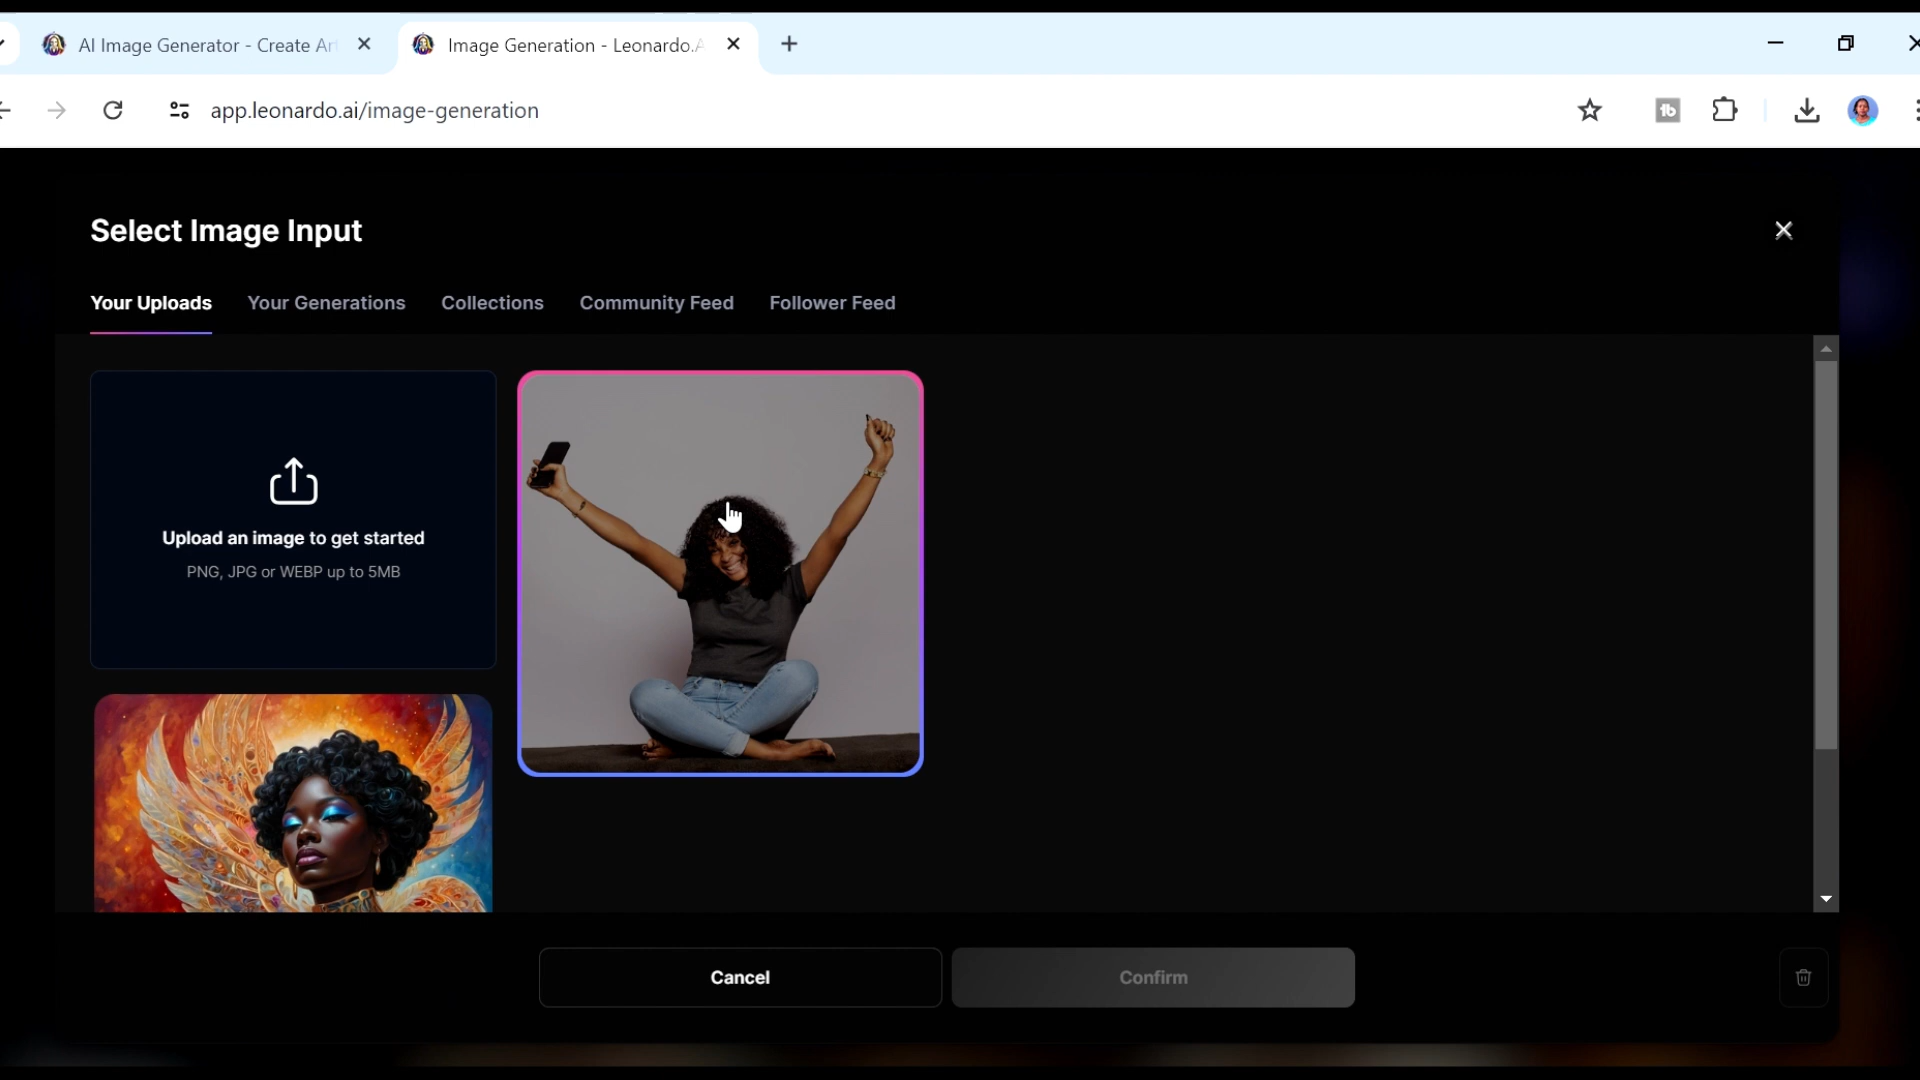 AI Image Generator - Create Ar
Image Generation - Leonardo.A
app.leonardo.ai/image-generation
Select Image Input
Your Uploads
Your Generations
Collections
Community Feed
Follower Feed
Upload an image to get started
PNG, JPG or WEBP up to 5MB
Cancel
Confirm